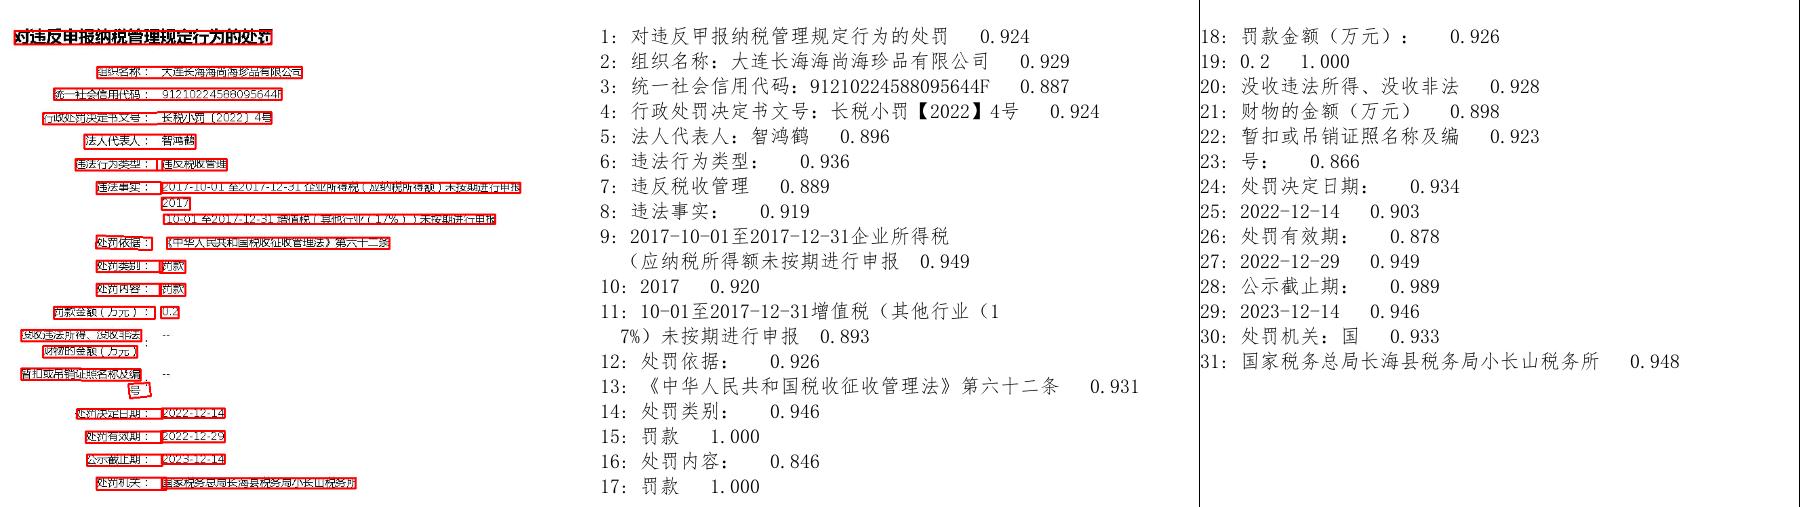 对违反申报纳税管理规定行为的处罚
组织名称： 大连长海海尚海珍品有限公司
统一社会信用代码： 91210224588095644F
行政处罚决定书文号： 长税小罚〔2022〕4号
法人代表人： 智鸿鹤
违法行为类型： 违反税收管理
违法事实： 2017-10-01 至2017-12-31 企业所得税（应纳税所得额）未按期进行申报
2017
10-01 至2017-12-31 增值税（其他行业（17%））未按期进行申报
处罚依据： 《中华人民共和国税收征收管理法》第六十二条
处罚类别： 罚款
处罚内容： 罚款
罚款金额（万元）： 0.2
没收违法所得、没收非法
财物的金额（万元） ： --
暂扣或吊销证照名称及编
号 ： --
处罚决定日期： 2022-12-14
处罚有效期： 2022-12-29
公示截止期： 2023-12-14
处罚机关： 国家税务总局长海县税务局小长山税务所
1: 对违反甲报纳税管理规定行为的处罚 0.924
2: 组织名称: 大连长海海尚海珍品有限公司 0.929
3: 统一社会信用代码: 91210224588095644F 0.887
4: 行政处罚决定书文号: 长税小罚【2022】4号 0.924
5: 法人代表人: 智鸿鹤 0.896
6: 违法行为类型: 0.936
7: 违反税收管理 0.889
8: 违法事实: 0.919
9: 2017-10-01至2017-12-31企业所得税
（应纳税所得额未按期进行申报 0.949
10: 2017 0.920
11: 10-01至2017-12-31增值税（其他行业（1
7%）未按期进行申报 0.893
12: 处罚依据: 0.926
13: 《中华人民共和国税收征收管理法》第六十二条 0.931
14: 处罚类别: 0.946
15: 罚款 1.000
16: 处罚内容: 0.846
17: 罚款 1.000
18: 罚款金额（万元）: 0.926
19: 0.2 1.000
20: 没收违法所得、没收非法 0.928
21: 财物的金额（万元） 0.898
22: 暂扣或吊销证照名称及编 0.923
23: 号: 0.866
24: 处罚决定日期: 0.934
25: 2022-12-14 0.903
26: 处罚有效期: 0.878
27: 2022-12-29 0.949
28: 公示截止期: 0.989
29: 2023-12-14 0.946
30: 处罚机关: 国 0.933
31: 国家税务总局长海县税务局小长山税务所 0.948